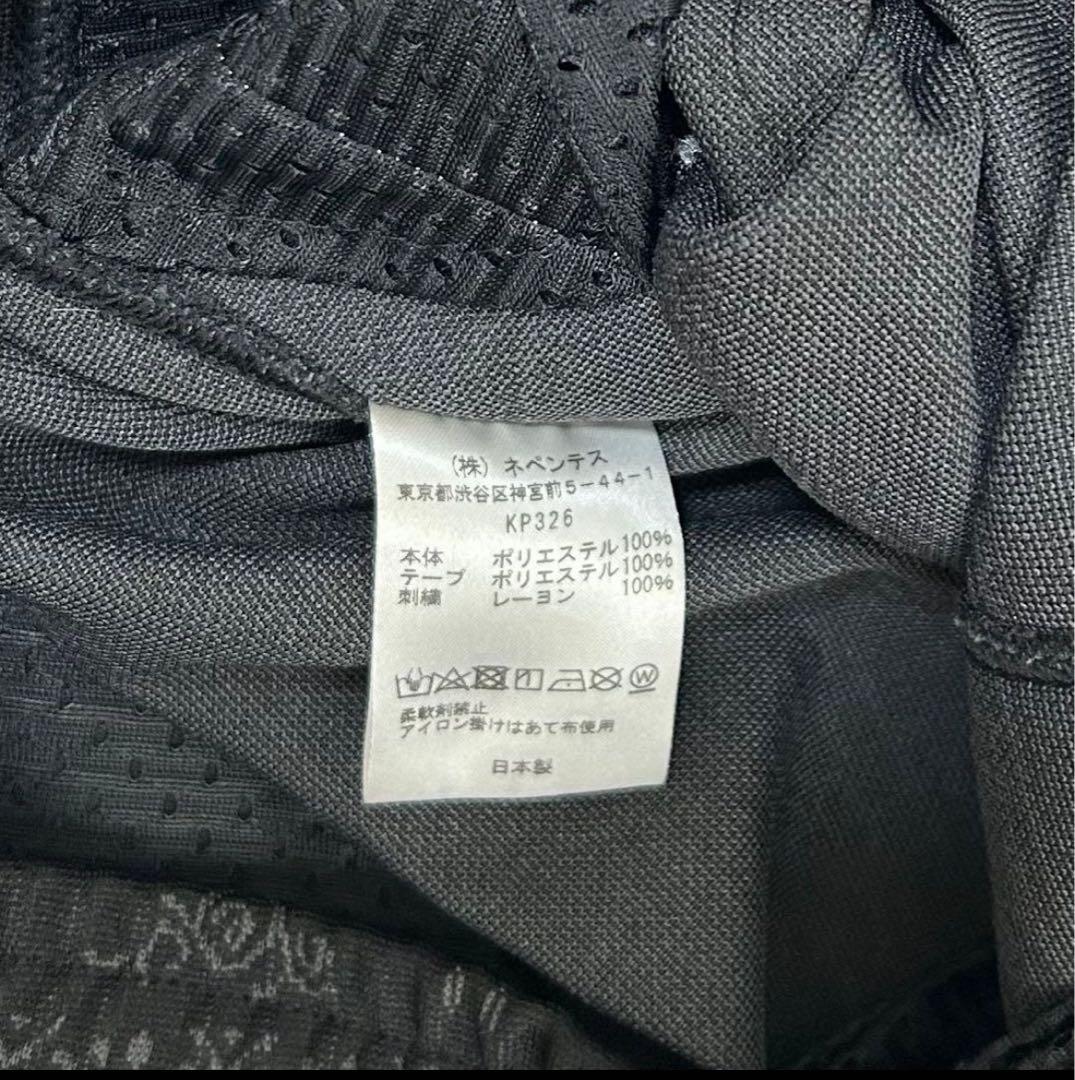 (株) ネペンテス
東京都渋谷区神宮前5-44-1
KP326
本体 ポリエステル100%
テープ ポリエステル100%
刺繍 レーヨン 100%
W
柔軟剤禁止
アイロン掛けはあて布使用
日本製